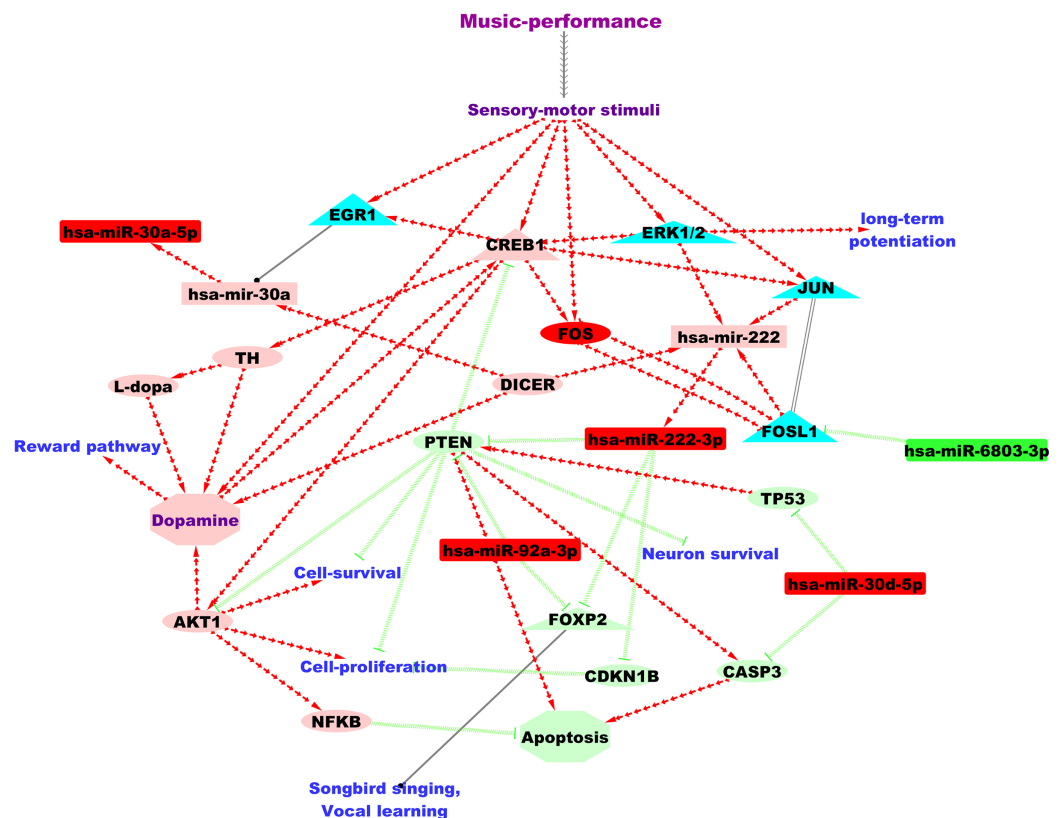 Music-performance
Sensory-motor stimuli
EGR1
hsa-miR-30a-5p
long-term
potentiation
ERK1/2
CREB1
hsa-mir-30a
JUN
FOS
hsa-mir-222
TH
L-dopa
DICER
FOSL1
Reward pathway
PTEN
hsa-miR-222-3p
hsa-miR-6803-3p
TP53
Dopamine
hsa-miR-92a-3p
Neuron survival
Cell-survival
hsa-miR-30d-5p
AKT1
FOXP2
Cell-proliferation
CDKN1B
CASP3
NFKB
Apoptosis
Songbird singing,
Vocal learning